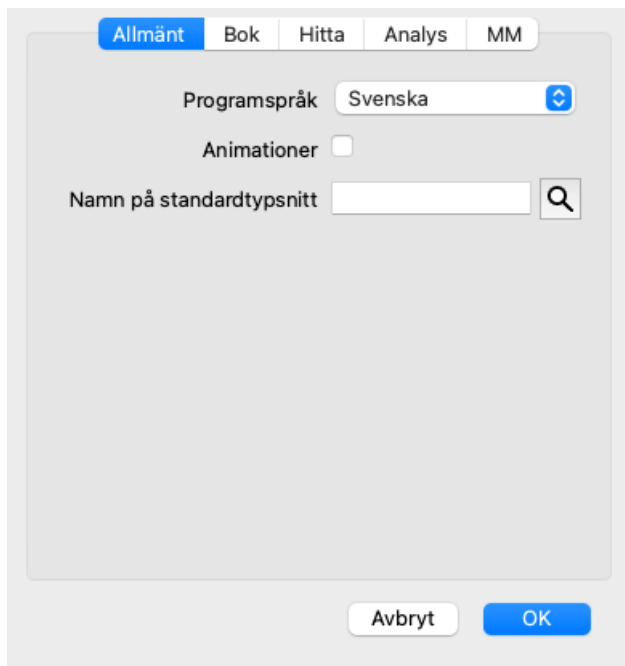 Allmänt Bok Hitta Analys MM
Programspråk Svenska
Animationer
Namn på standardtypsnitt
Avbryt OK